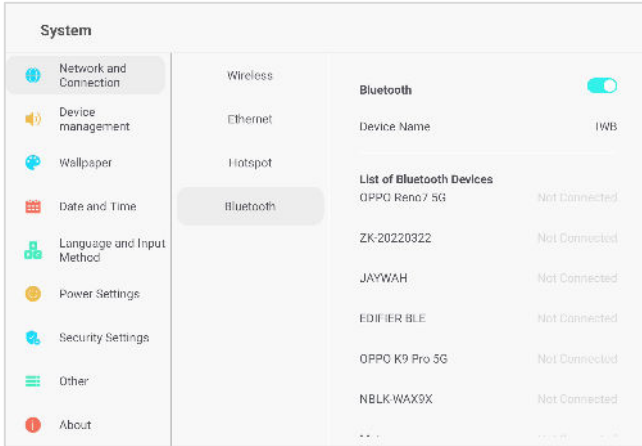 System
Network and
Connection
Device
management
Wallpaper
Date and Time
Language and Input
Method
Power Settings
Security Settings
Other
About
Wireless
Ethernet
Hotspot
Bluetooth
Bluetooth
Device Name IWB
List of Bluetooth Devices
OPPO Reno7 5G Not Connected
ZK-20220322 Not Connected
JAYWAH Not Connected
EDIFIER BLE Not Connected
OPPO K9 Pro 5G Not Connected
NBLK-WAX9X Not Connected